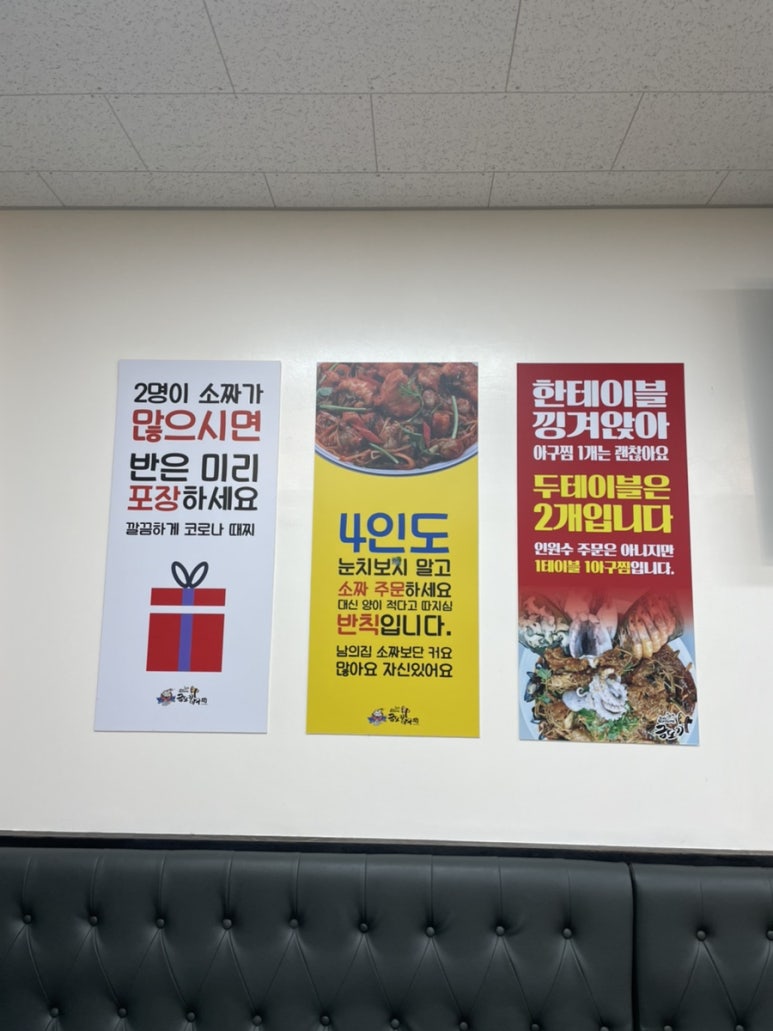 2명이 소짜가
많으시면
반은 미리
포장하세요
깔끔하게 코로나 때찌
4인도
눈치보지 말고
소짜 주문하세요
대신 양이 적다고 따지심
반칙입니다.
남의집 소짜보단 커요
많아요 자신있어요
한테이블
낑겨앉아
아구찜 1개는 괜찮아요
두테이블은
2개입니다
인원수 주문은 아니지만
1테이블 1아구찜입니다.